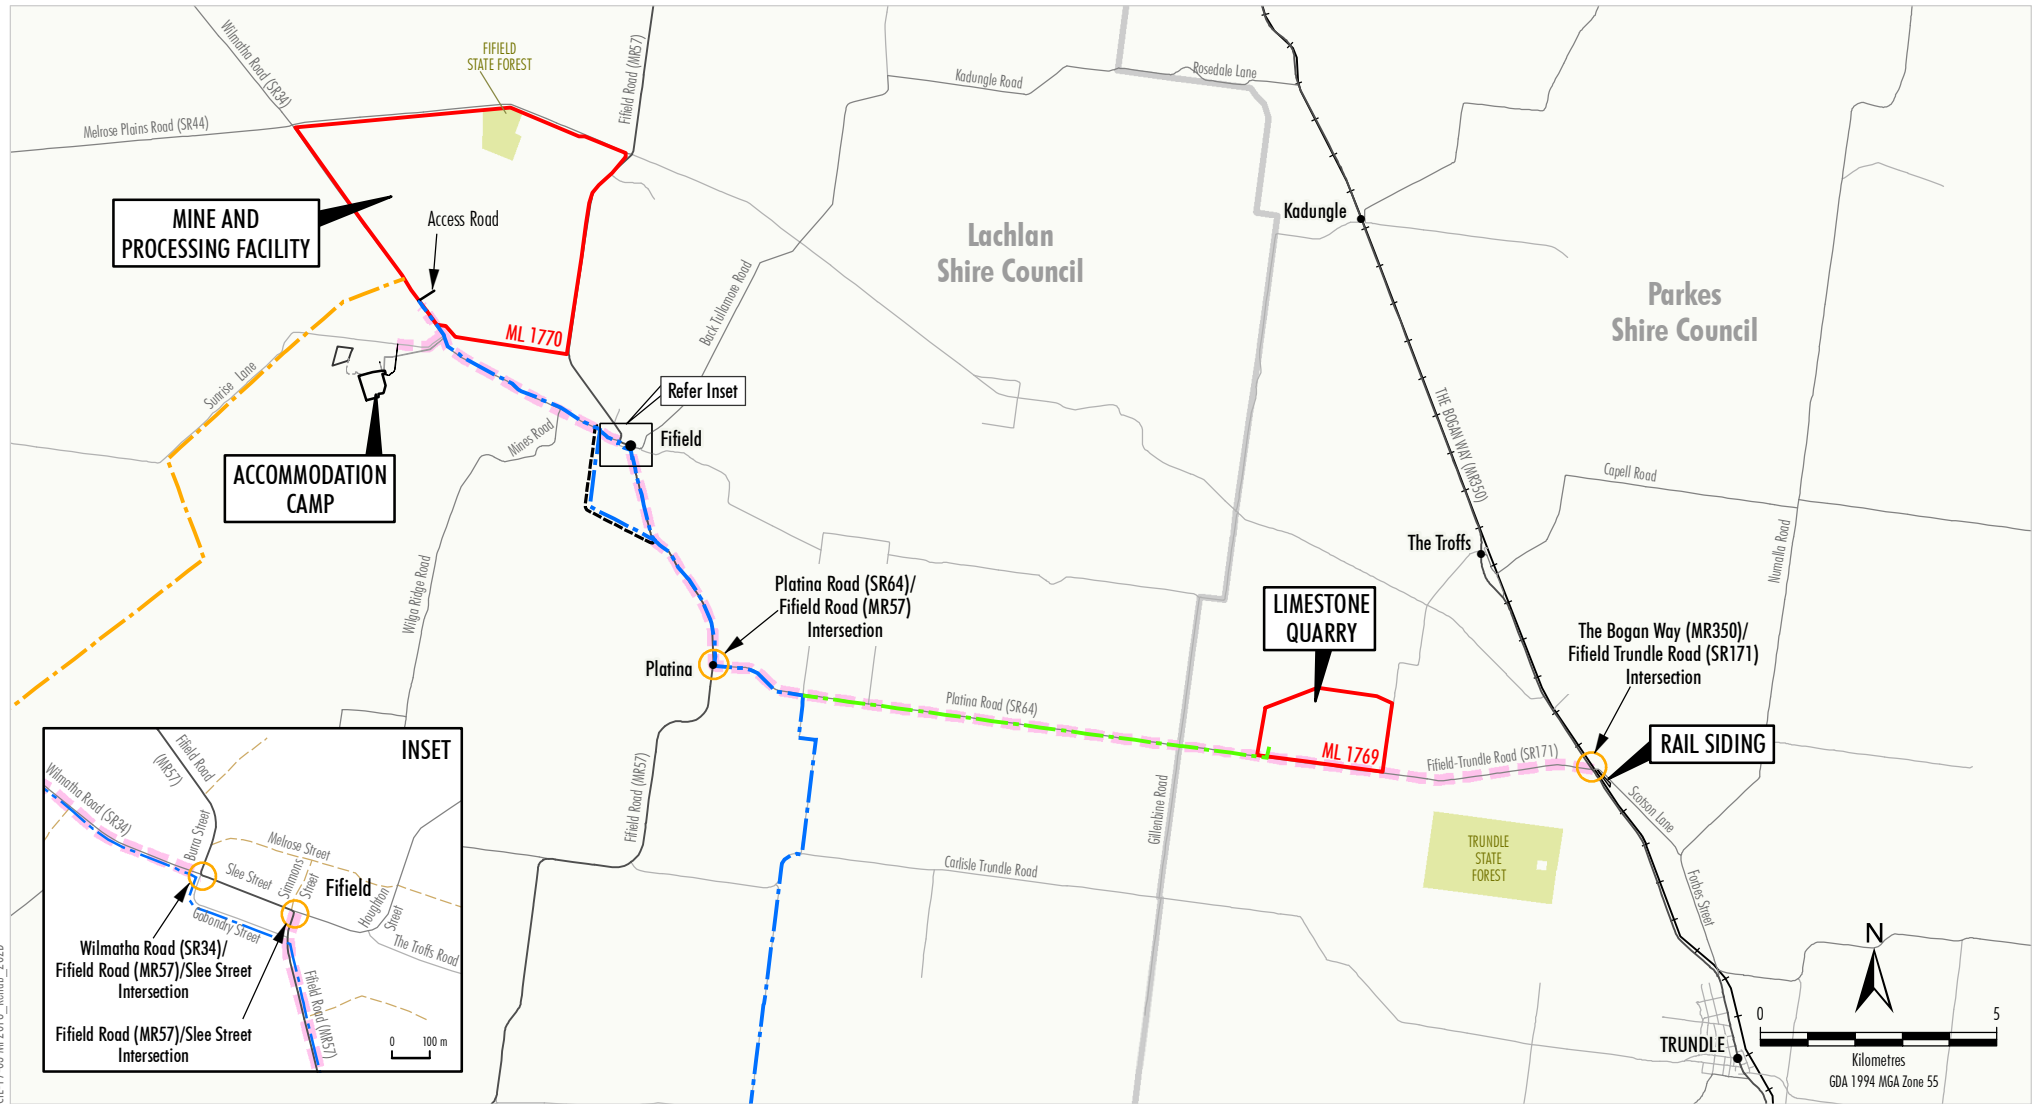 Wilmatha Road (SR34)
FIFIELD
STATE FOREST
Fifield Road (MR57)
Kadungle Road
Rosedale Lane
Melrose Plains Road (SR44)
MINE AND
PROCESSING FACILITY
Access Road
Lachlan
Shire Council
Kadungle
Parkes
Shire Council
Back Tullamore Road
ML 1770
Sunrise Lane
Refer Inset
Mines Road
Fifield
THE BOGAN WAY (MR350)
ACCOMMODATION
CAMP
Capell Road
Numalla Road
The Troffs
Wilga Ridge Road
Platina Road (SR64)/
Fifield Road (MR57)
Intersection
LIMESTONE
QUARRY
The Bogan Way (MR350)/
Fifield Trundle Road (SR171)
Intersection
Platina
Platina Road (SR64)
ML 1769
Fifield-Trundle Road (SR171)
RAIL SIDING
Fifield Road (MR57)
Gillenbine Road
Scotson Lane
TRUNDLE
STATE
FOREST
Carlisle Trundle Road
Forbes Street
TRUNDLE
INSET
Fifield Road
(MR57)
Wilmatha Road (SR34)
Burra Street
Melrose Street
Slee Street
Simmons
Street
Fifield
Houghton
Street
Gobondry Street
The Troffs Road
Wilmatha Road (SR34)/
Fifield Road (MR57)/Slee Street
Intersection
Fifield Road (MR57)
Fifield Road (MR57)/Slee Street
Intersection
0 100 m
N
0 5
Kilometres
GDA 1994 MGA Zone 55